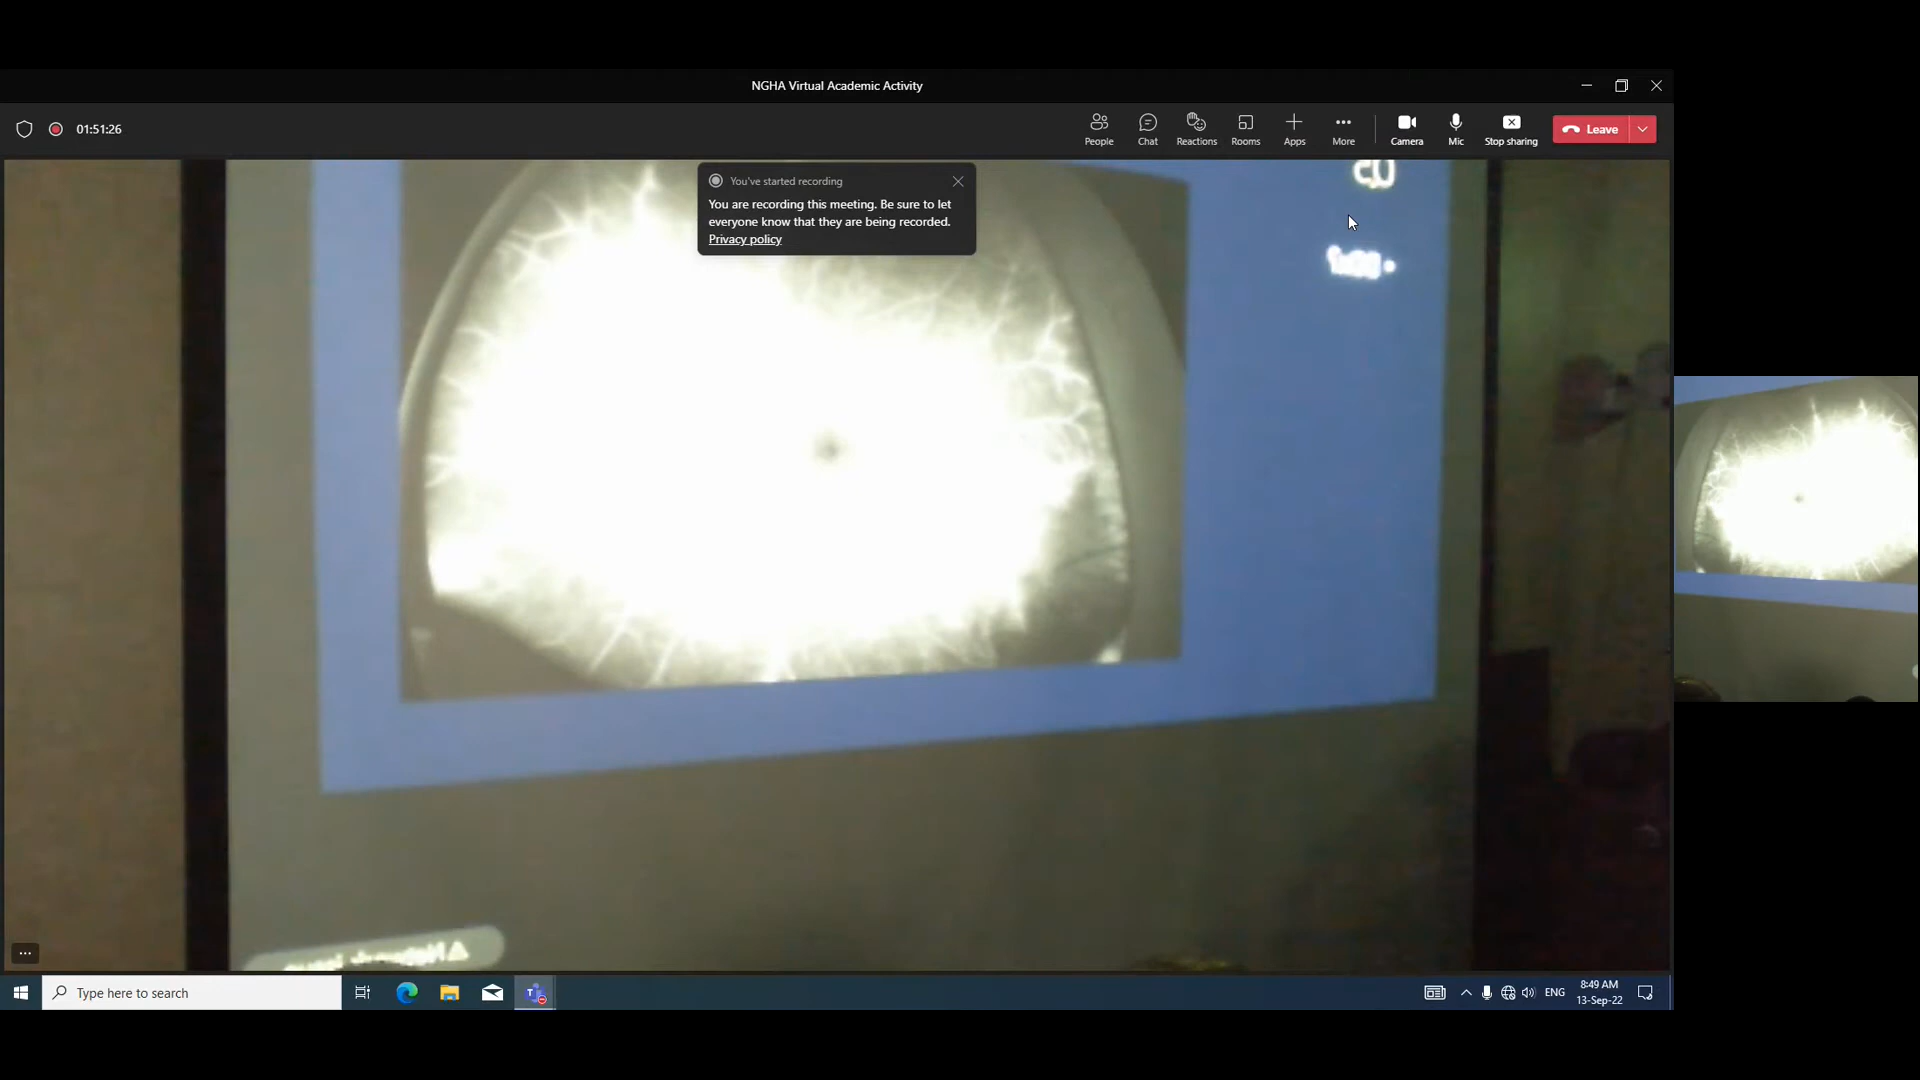 NGHA Virtual Academic Activity
01:51:26
People
Chat
Reactions
Rooms
Apps
More
Camera
Mic
Stop sharing
Leave
You've started recording
You are recording this meeting. Be sure to let
everyone know that they are being recorded.
Privacy policy
Type here to search
ENG
8:49 AM
13-Sep-22